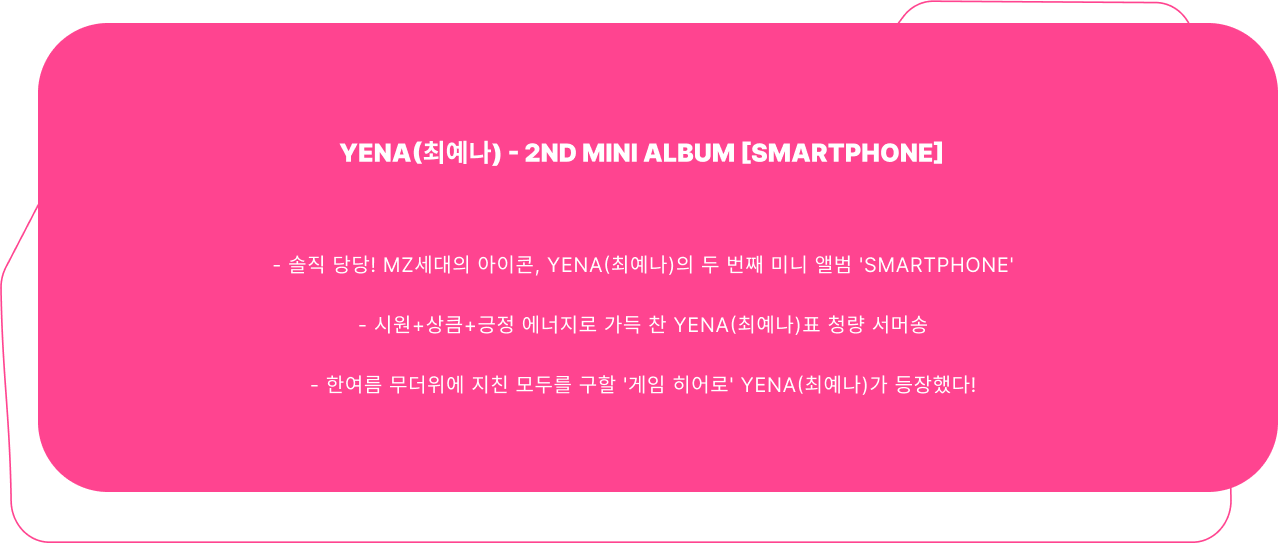 YENA(최예나) - 2ND MINI ALBUM [SMARTPHONE]
- 솔직 당당! MZ세대의 아이콘, YENA(최예나)의 두 번째 미니 앨범 'SMARTPHONE'
- 시원+상큼+긍정 에너지로 가득 찬 YENA(최예나)표 청량 서머송
- 한여름 무더위에 지친 모두를 구할 '게임 히어로' YENA(최예나)가 등장했다!